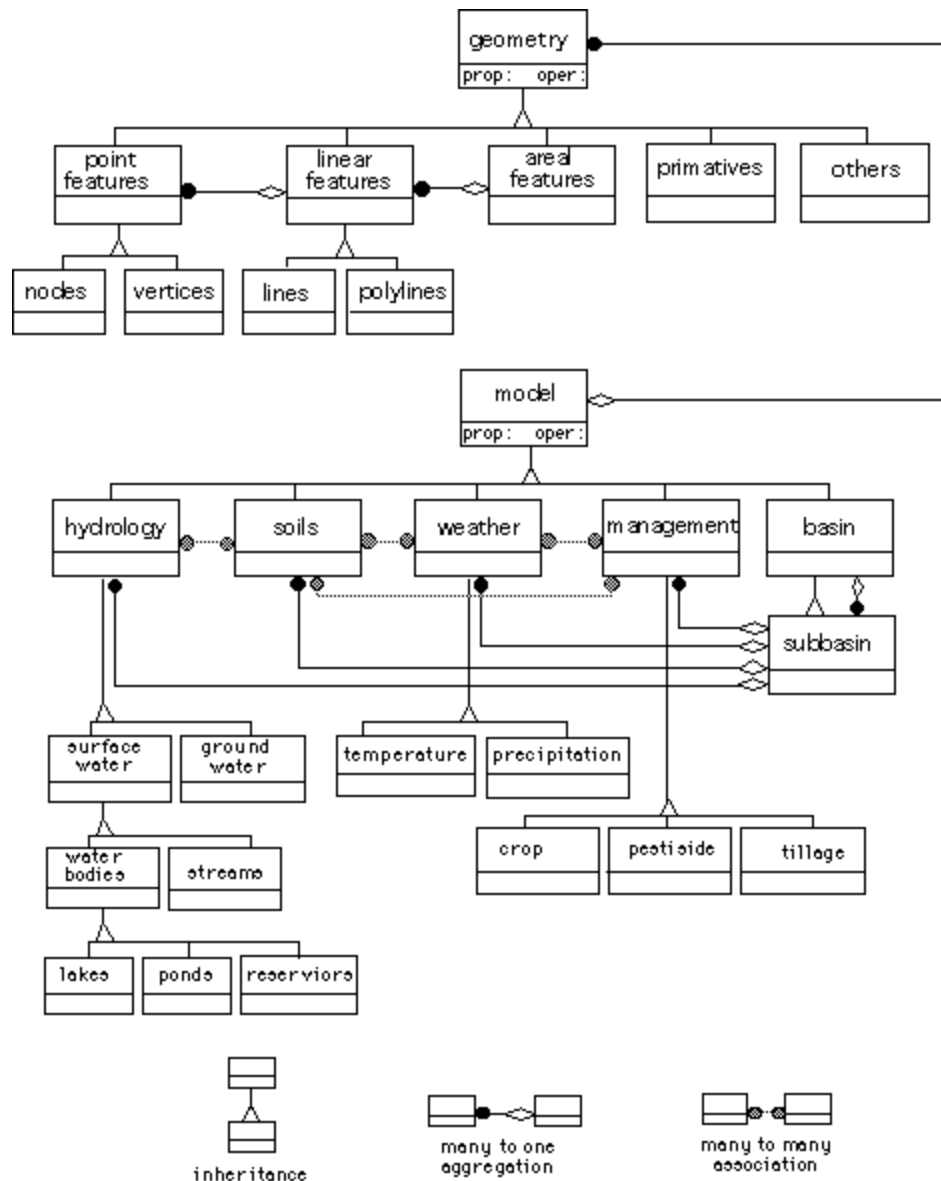 geometry
prop: oper:
point
features
linear
features
areal
features
primatives
others
nodes
vertices
lines
polylines
model
prop: oper:
hydrology
soils
weather
management
basin
subbasin
surface
water
ground
water
temperature
precipitation
water
bodies
streams
crop
pestiside
tillage
lakes
ponds
reserviors
inheritance
many to one
aggregation
many to many
association